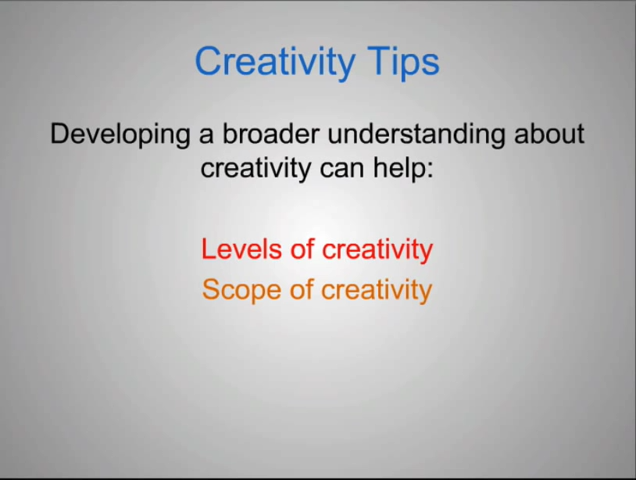 Creativity Tips
Developing a broader understanding about
creativity can help:
Levels of creativity
Scope of creativity